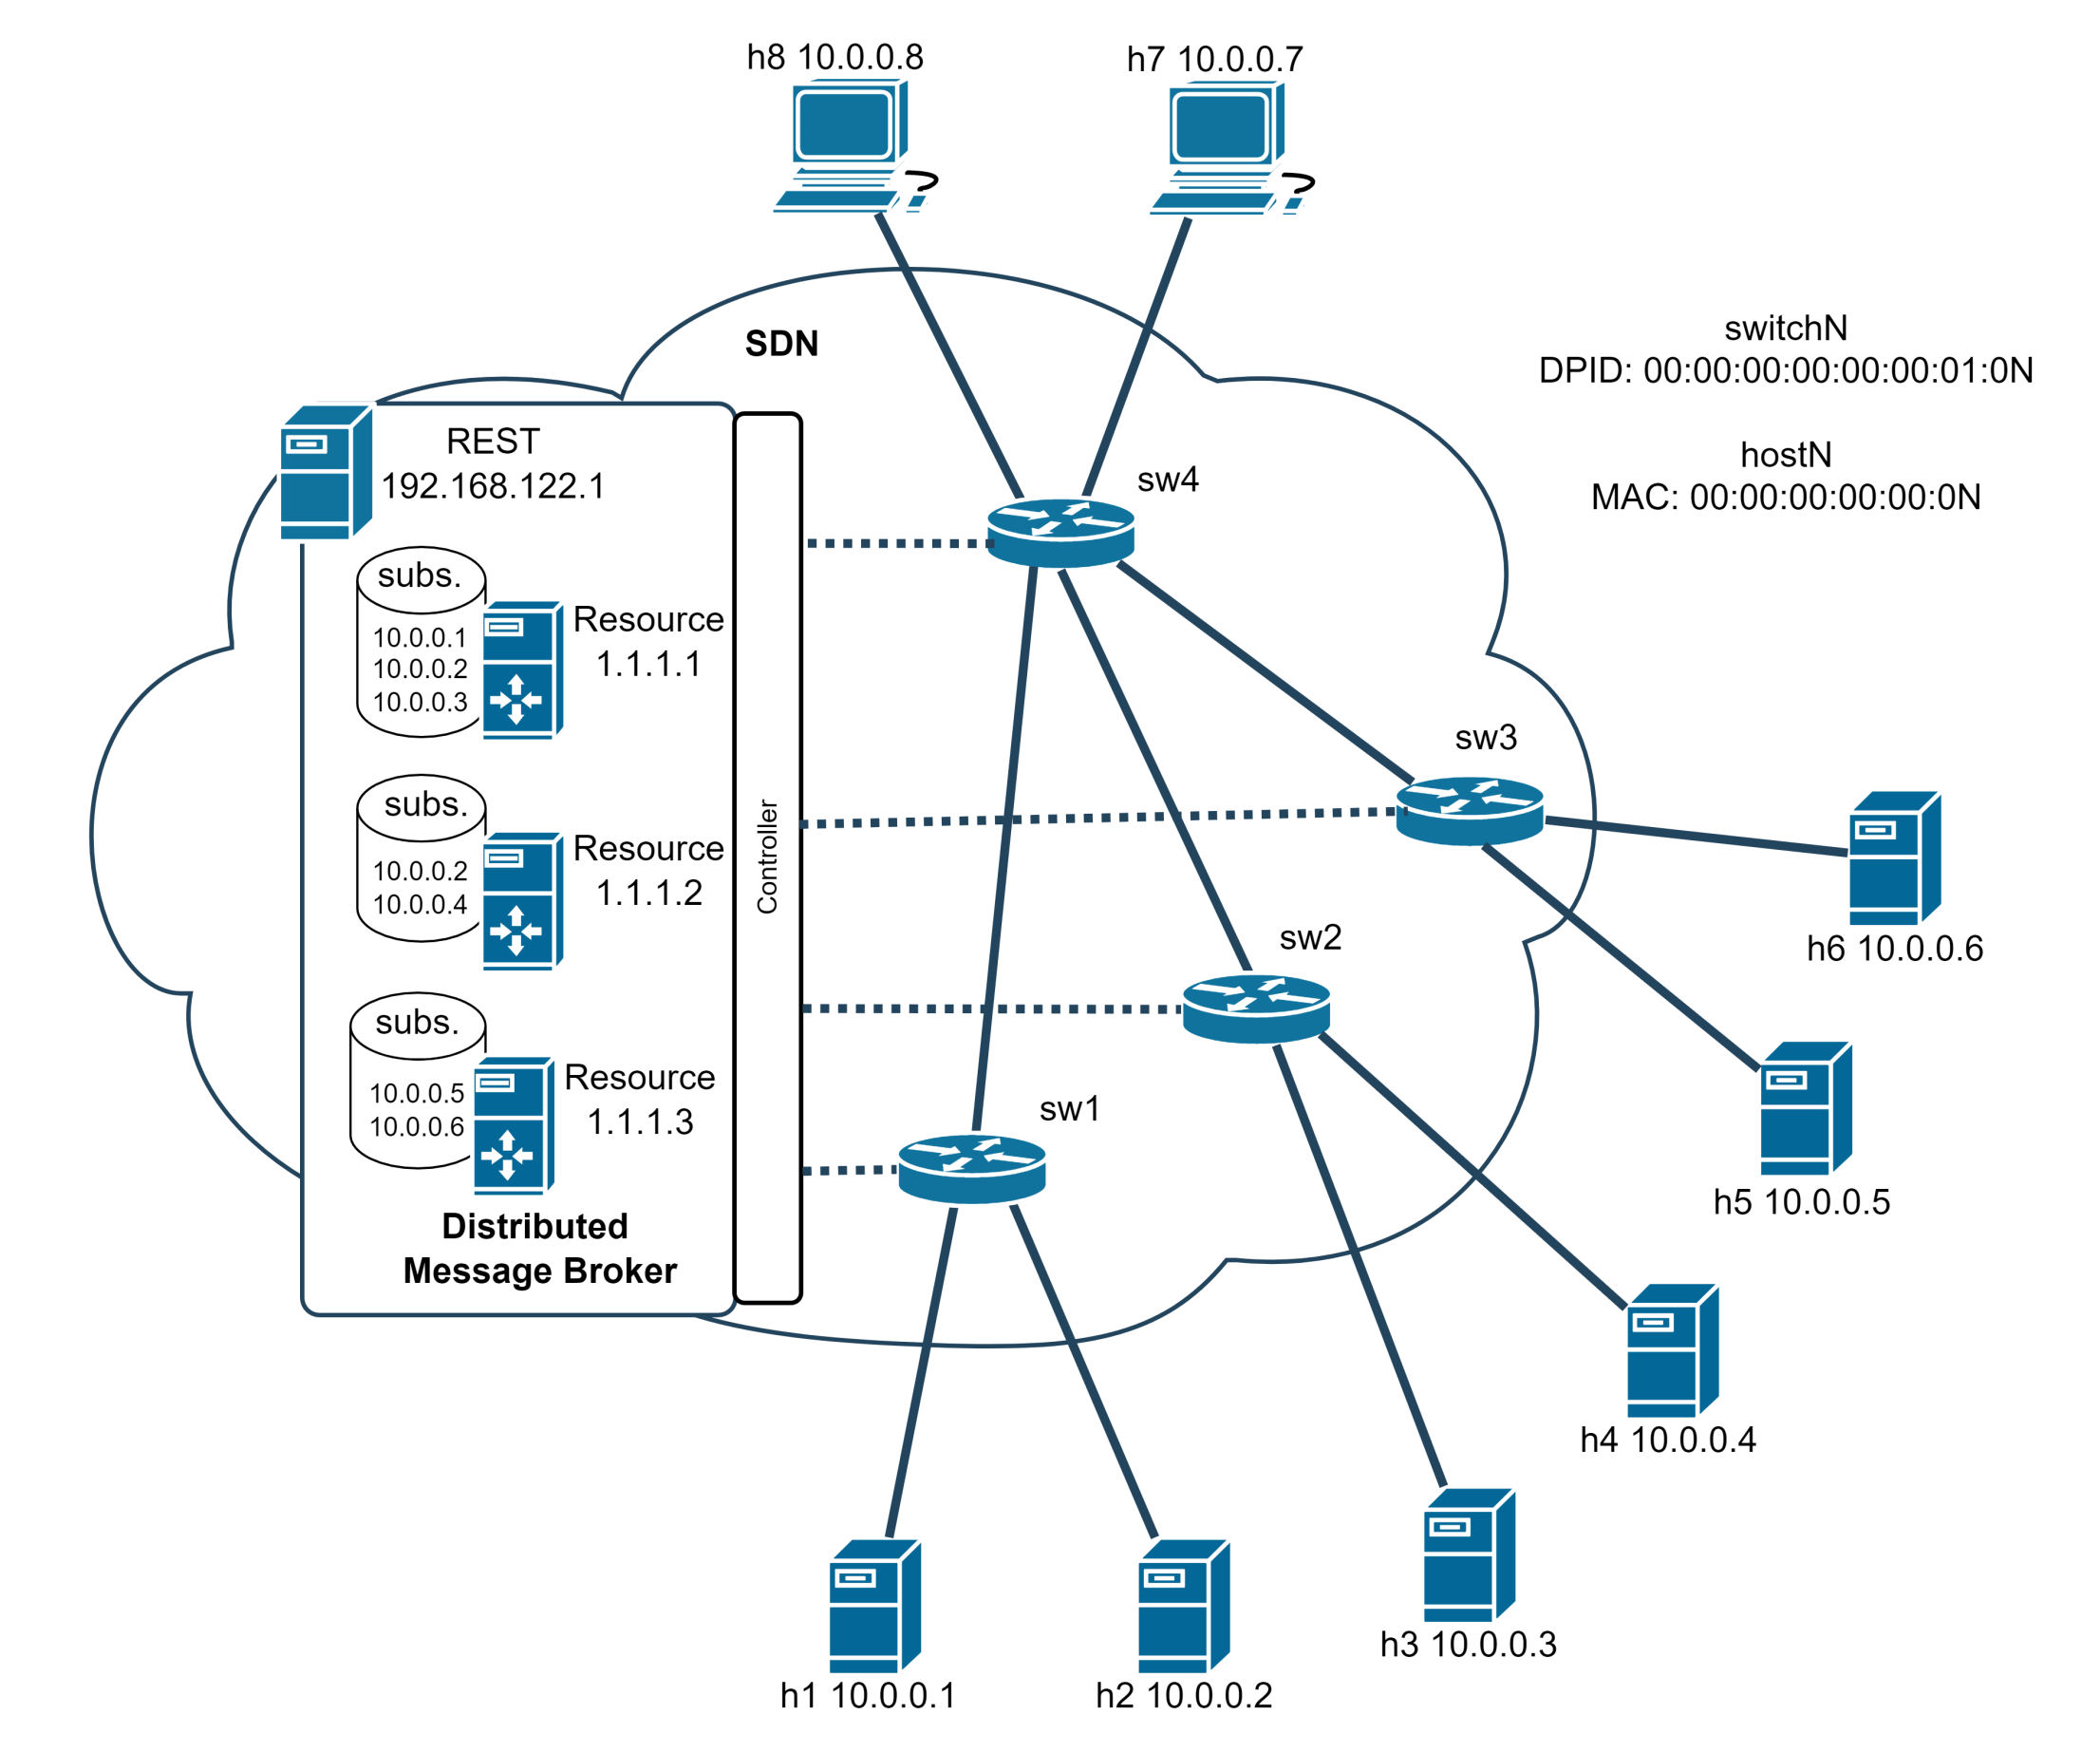 h8 10.0.0.8
h7 10.0.0.7
SDN
switchN
DPID: 00:00:00:00:00:00:01:0N
hostN
MAC: 00:00:00:00:00:0N
REST
192.168.122.1
sw4
subs.
10.0.0.1
10.0.0.2
10.0.0.3
Resource
1.1.1.1
sw3
subs.
10.0.0.2
10.0.0.4
Resource
1.1.1.2
Controller
sw2
h6 10.0.0.6
subs.
10.0.0.5
10.0.0.6
Resource
1.1.1.3
sw1
h5 10.0.0.5
Distributed
Message Broker
h4 10.0.0.4
h3 10.0.0.3
h1 10.0.0.1
h2 10.0.0.2